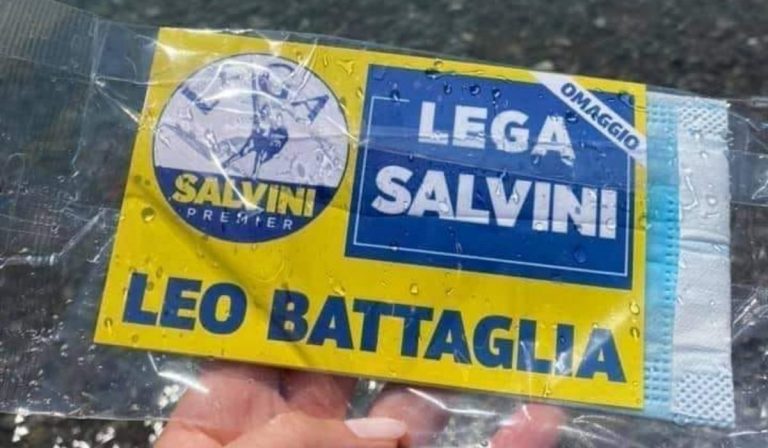 LEGA
SALVINI
PREMIER
LEGA
SALVINI
OMAGGIO
LEO BATTAGLIA